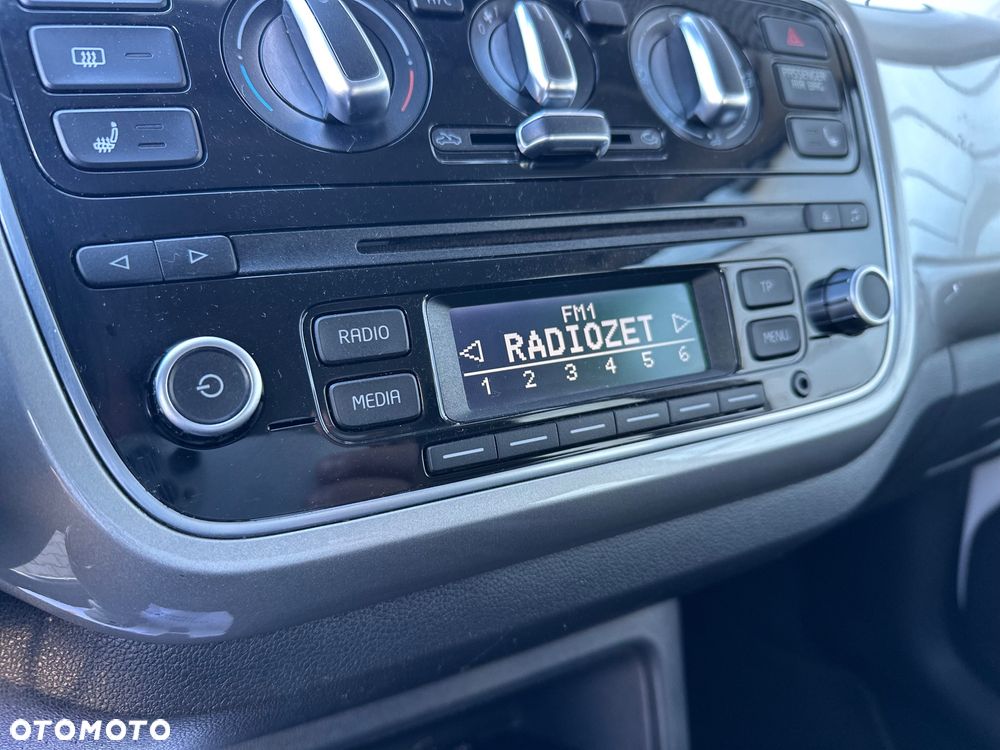 A/C
PASSENGER
AIR BAG
TP
MENU
RADIO
MEDIA
FM1
RADIOZET
1 2 3 4 5 6
OTOMOTO